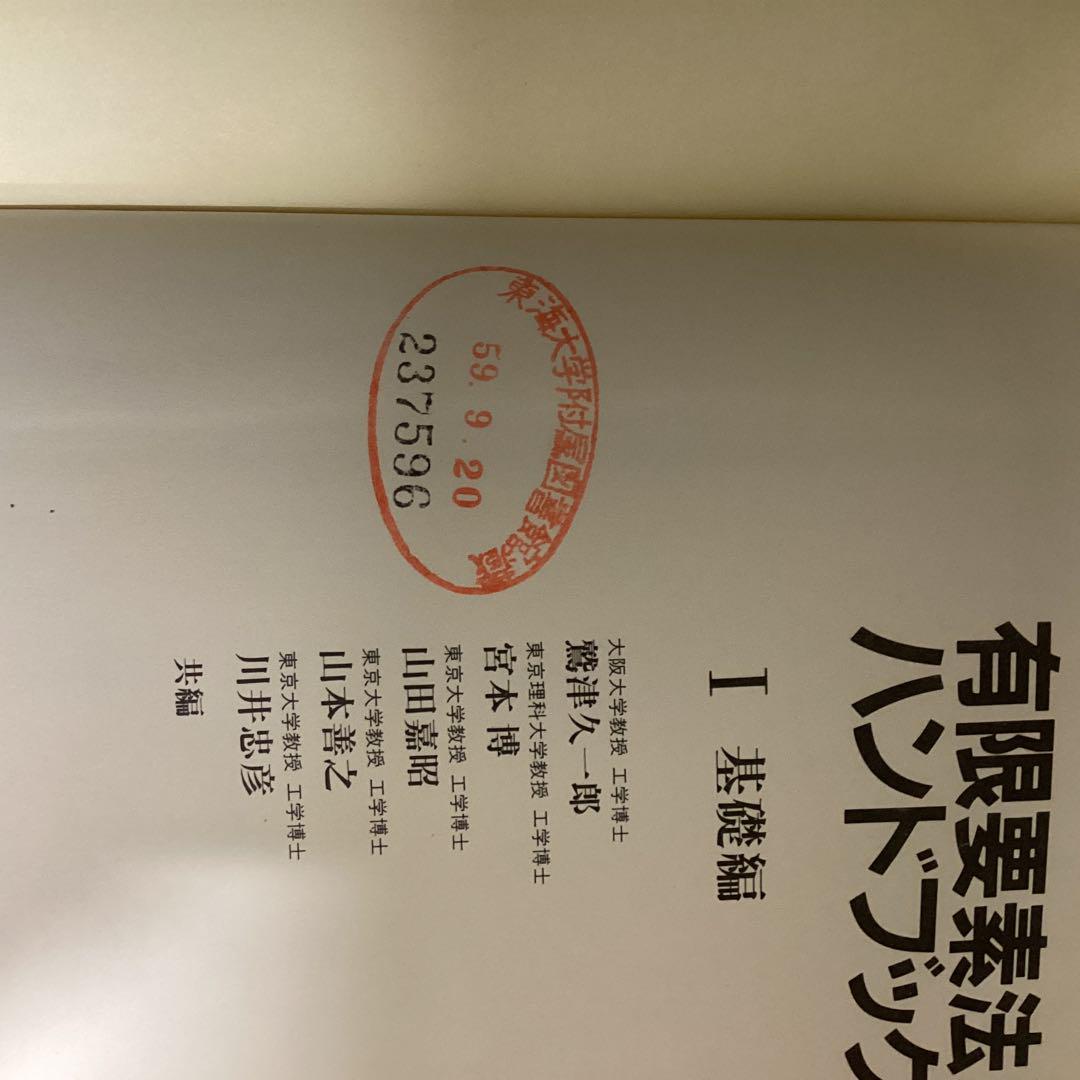 有限要素法
ハンドブック
I 基礎編
大阪大学教授 工学博士
鷲津久一郎
東京理科大学教授 工学博士
宮本 博
東京大学教授 工学博士
山田嘉昭
東京大学教授 工学博士
山本善之
東京大学教授 工学博士
川井忠彦
共編
東海大学附属図書館蔵
59.9.20
237596